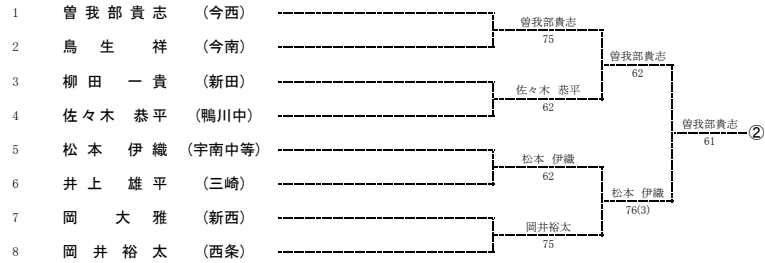 1 曽我部貴志 (今西)
2 鳥生 祥 (今南)
3 柳田 一貴 (新田)
4 佐々木 恭平 (鴨川中)
5 松本 伊織 (宇南中等)
6 井上 雄平 (三崎)
7 岡 大雅 (新西)
8 岡井裕太 (西条)
曽我部貴志
75
佐々木 恭平
62
松本 伊織
62
岡井裕太
75
曽我部貴志
62
松本 伊織
76(3)
曽我部貴志
61
②